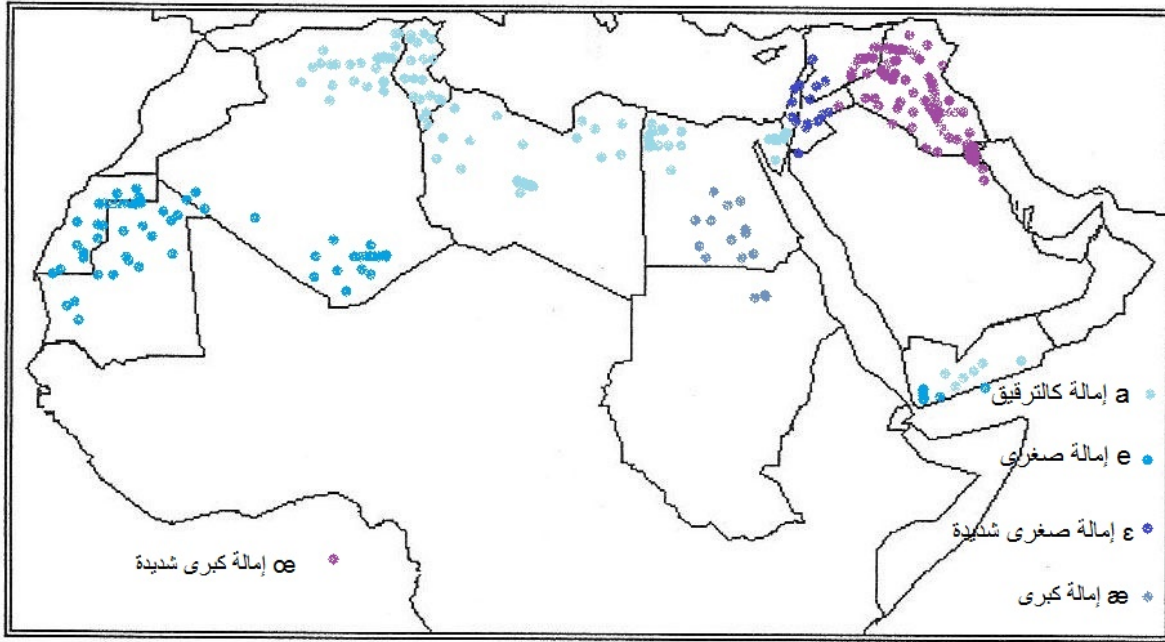 a إمالة كالترقيق
e إمالة صغرى
ε إمالة صغرى شديدة
æ إمالة كبرى
œ إمالة كبرى شديدة